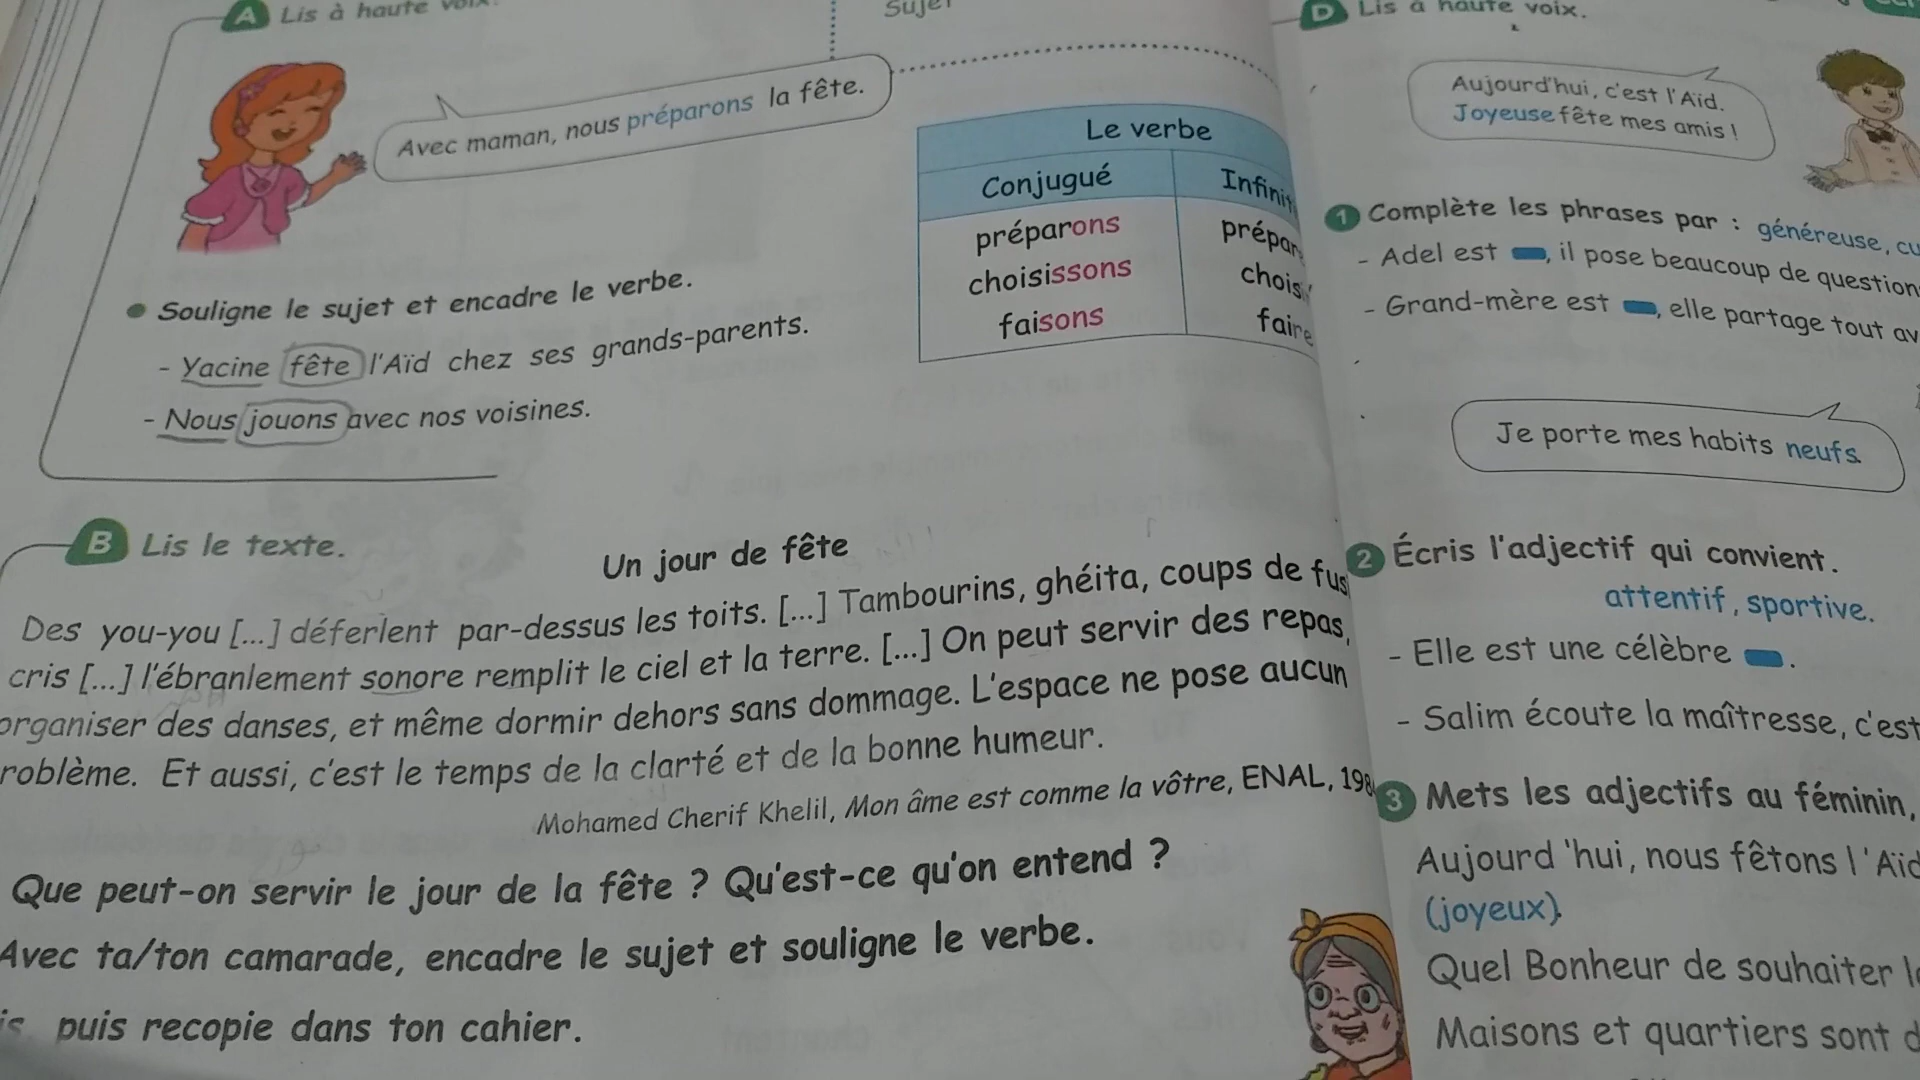 A Lis à haute voix.
Sujet
Avec maman, nous préparons la fête.
Le verbe
Conjugué
préparons
choisissons faire
faisons
Souligne le sujet et encadre le verbe.
- Yacine fête l'Aïd chez ses grands-parents.
- Nous jouons avec nos voisines.
B Lis le texte.
Un jour de fête
Des you-you [...] déferlent par-dessus les toits. [...] Tambourins, ghéita, coups de
cris [...] l'ébranlement sonore remplit le ciel et la terre. [...] On peut servir des repas,
organiser des danses, et même dormir dehors sans dommage. L'espace ne pose aucun
roblème. Et aussi, c'est le temps de la clarté et de la bonne humeur.
Mohamed Cherif Khelil, Mon âme est comme la vôtre, ENAL, 198
Que peut-on servir le jour de la fête ? Qu'est-ce qu'on entend ?
Avec ta/ton camarade, encadre le sujet et souligne le verbe.
is puis recopie dans ton cahier.
D Lis à haute voix.
Aujourd'hui, c'est l'Aïd.
Joyeuse fête mes amis !
1 Complète les phrases par : généreuse, cu
- Adel est , il pose beaucoup de question
- Grand-mère est , elle partage tout av
Je porte mes habits neufs.
2 Écris l'adjectif qui convient.
attentif, sportive.
- Elle est une célèbre .
- Salim écoute la maîtresse, c'est
3 Mets les adjectifs au féminin,
Aujourd'hui, nous fêtons l'Aïd
(joyeux).
Quel Bonheur de souhaiter
Maisons et quartiers sont